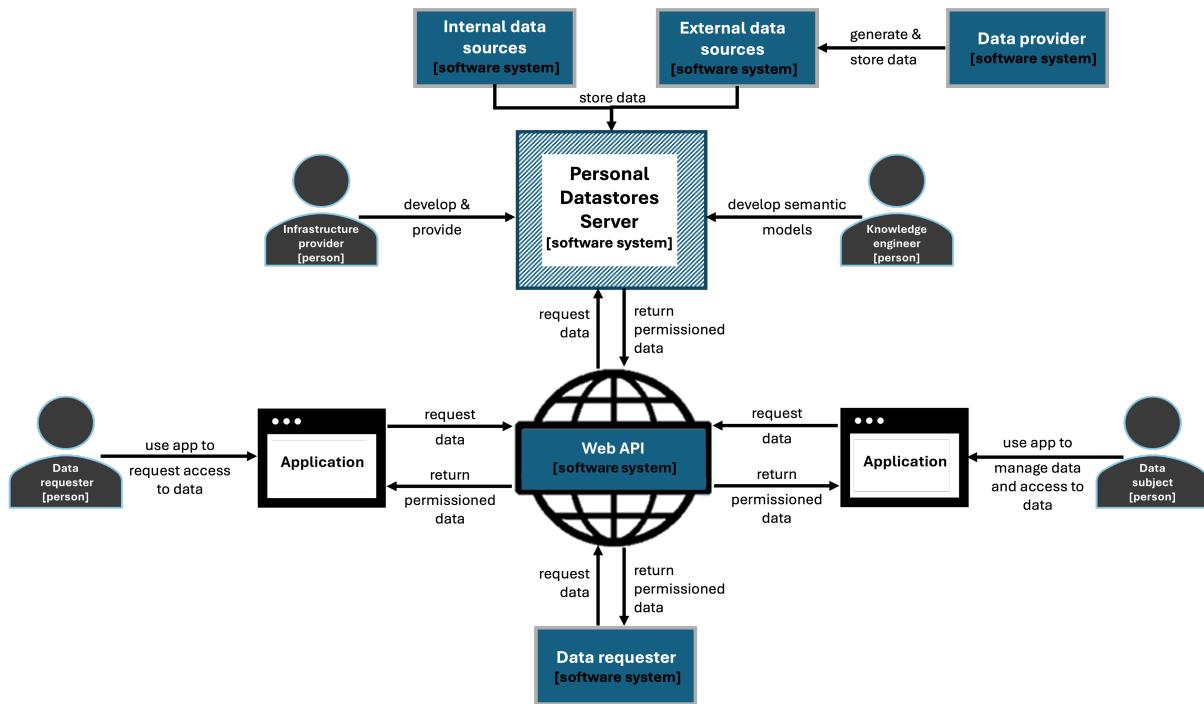 Internal data
sources
[software system]
External data
sources
[software system]
generate &
store data
Data provider
[software system]
store data
Personal
Datastores
Server
[software system]
Infrastructure
provider
[person]
develop &
provide
develop semantic
models
Knowledge
engineer
[person]
request
data
return
permissioned
data
Data
requester
[person]
use app to
request access
to data
Application
request
data
return
permissioned
data
Web API
[software system]
request
data
return
permissioned
data
Application
use app to
manage data
and access to
data
Data
subject
[person]
request
data
return
permissioned
data
Data requester
[software system]